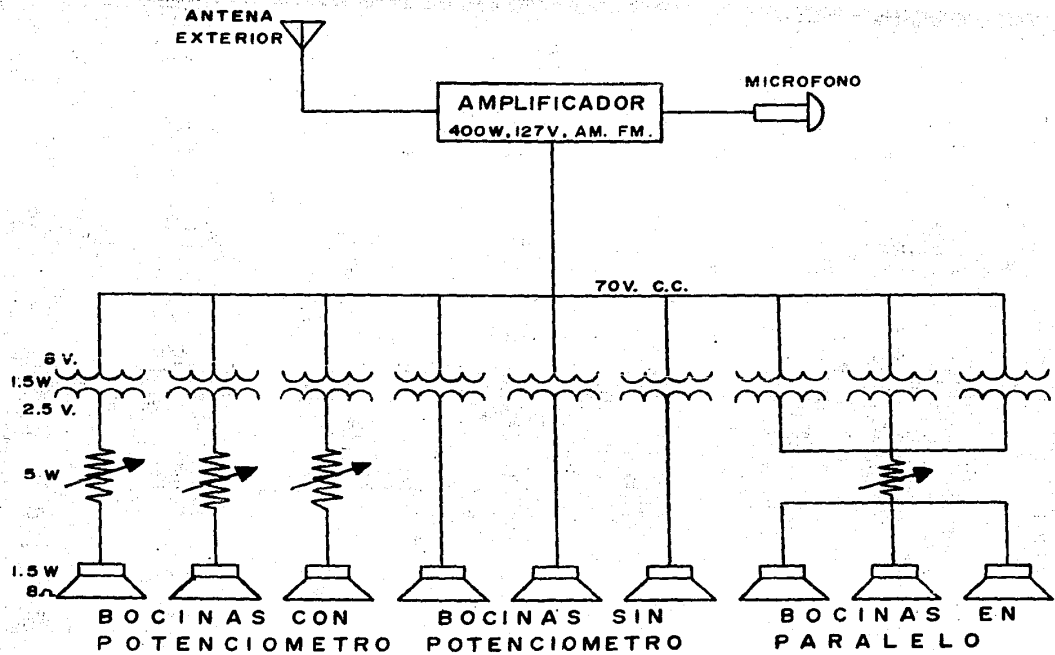 ANTENA
EXTERIOR
MICROFONO
AMPLIFICADOR
400W, 127V, AM. FM.
70V. C.C.
8 V.
1.5W
2.5 V.
5 W
1.5 W
8Ω
BOCINAS CON
POTENCIOMETRO
BOCINAS SIN
POTENCIOMETRO
BOCINAS EN
PARALELO